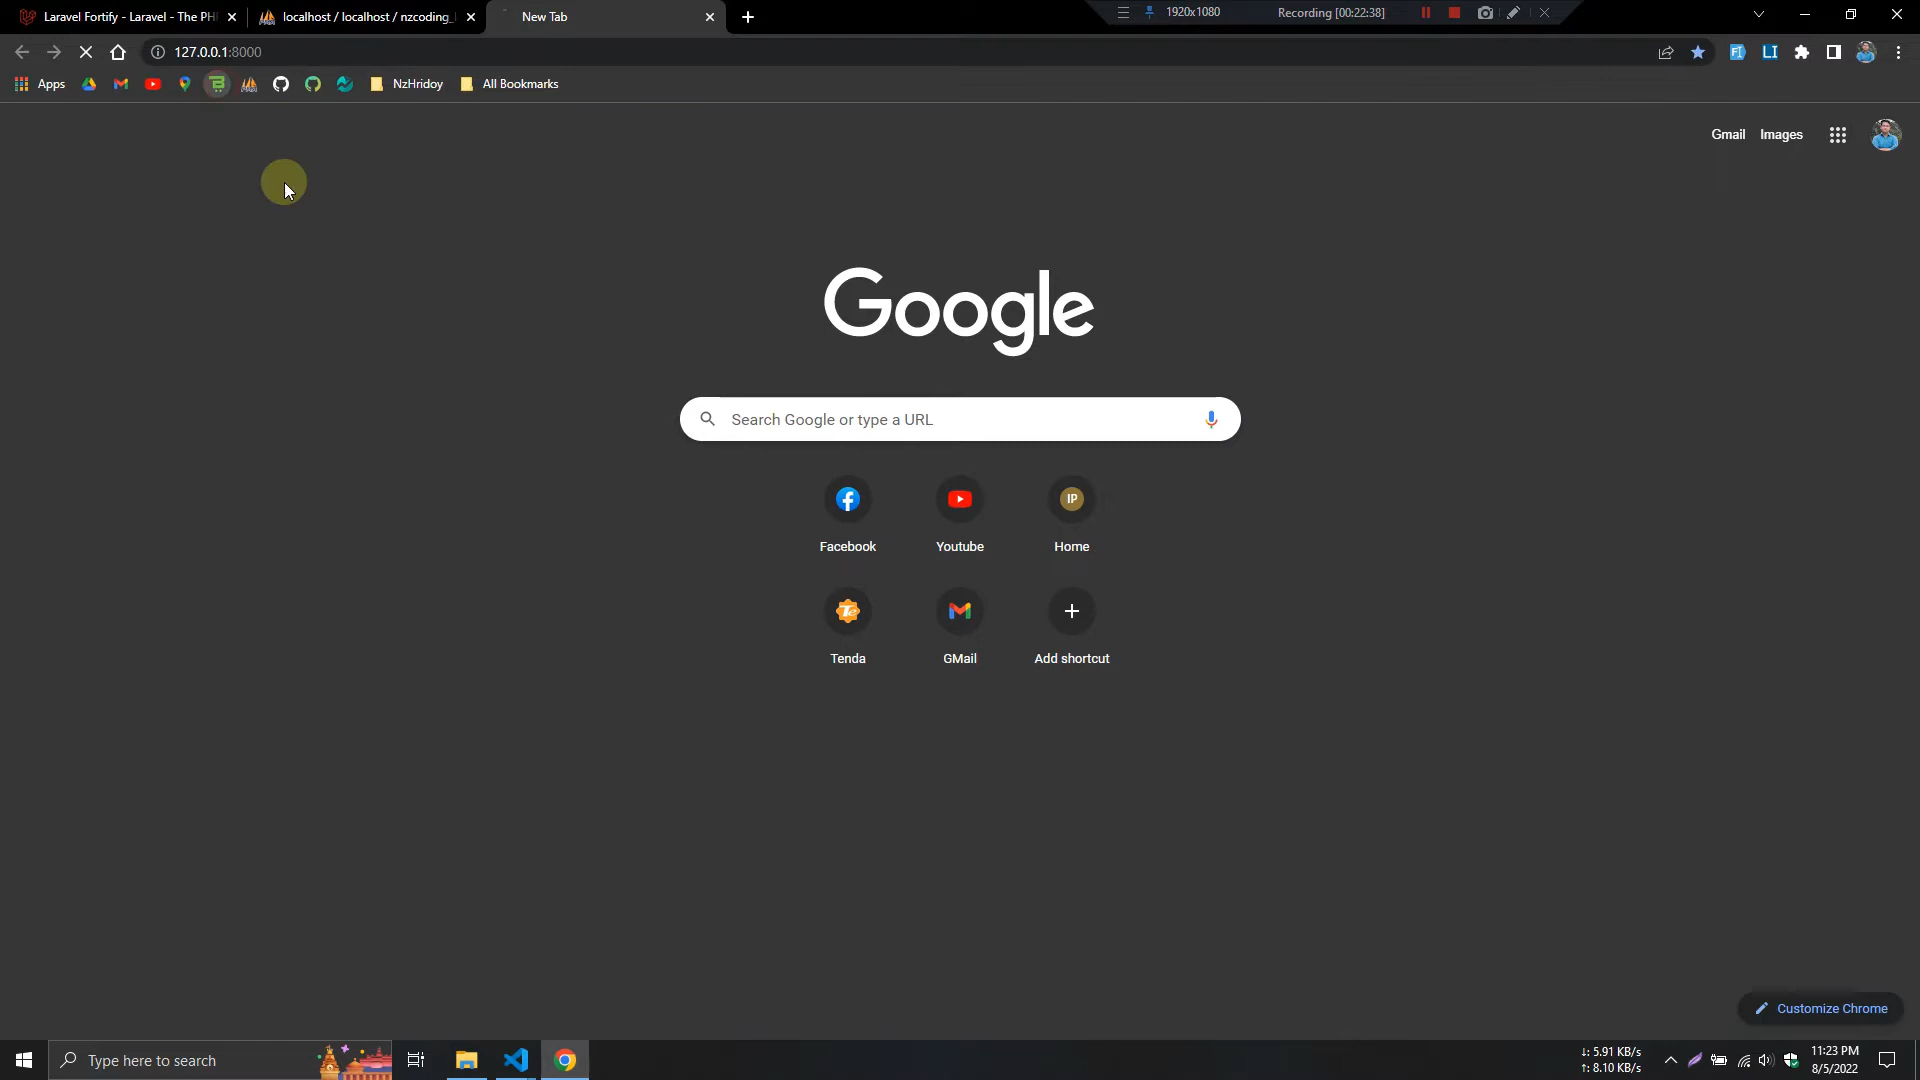 Laravel Fortify - Laravel - The PH
localhost / localhost / nzcoding_
New Tab
1920x1080
Recording [00:22:38]
127.0.0.1:8000
Apps
NzHridoy
All Bookmarks
Gmail
Images
Google
Search Google or type a URL
IP
Facebook
Youtube
Home
Te
Tenda
GMail
Add shortcut
Customize Chrome
Type here to search
↓: 5.91 KB/s
↑: 8.10 KB/s
11:23 PM
8/5/2022